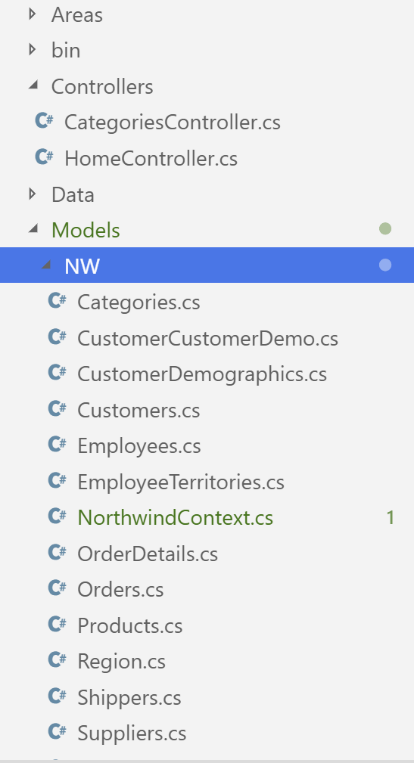 Areas
bin
Controllers
C# CategoriesController.cs
C# HomeController.cs
Data
Models
NW
C# Categories.cs
C# CustomerCustomerDemo.cs
C# CustomerDemographics.cs
C# Customers.cs
C# Employees.cs
C# EmployeeTerritories.cs
C# NorthwindContext.cs 1
C# OrderDetails.cs
C# Orders.cs
C# Products.cs
C# Region.cs
C# Shippers.cs
C# Suppliers.cs